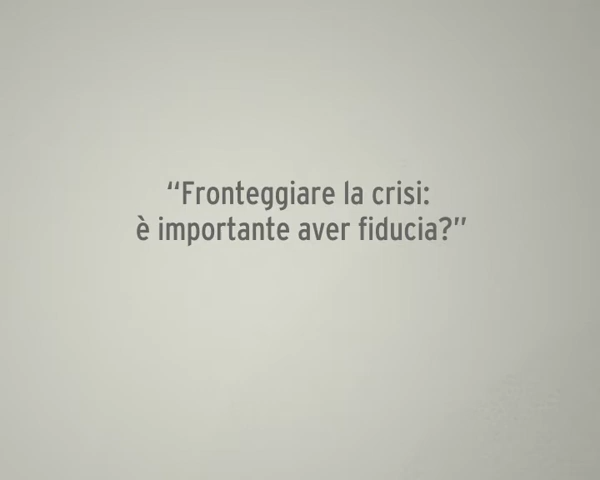 “Fronteggiare la crisi:
è importante aver fiducia?”